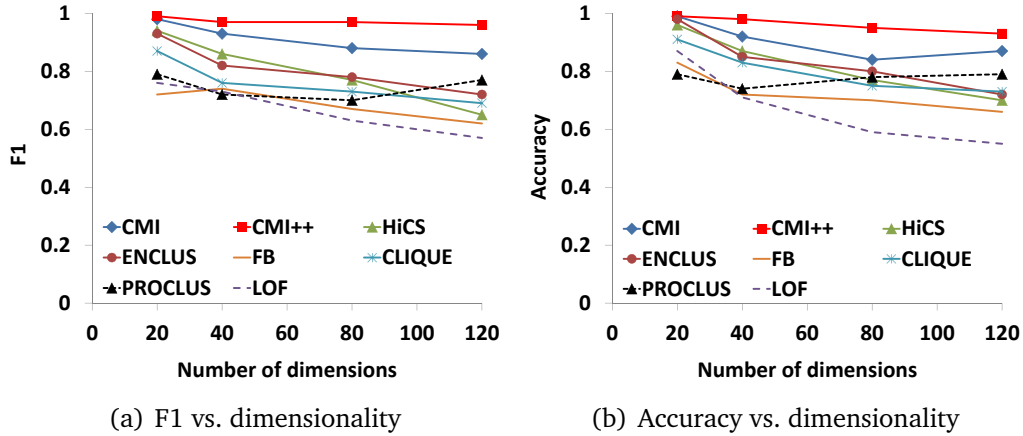 1
0.8
0.6
0.4
0.2
0
F1
CMI CMI++ HiCS
ENCLUS FB CLIQUE
PROCLUS LOF
0 20 40 60 80 100 120
Number of dimensions
(a) F1 vs. dimensionality
1
0.8
0.6
0.4
0.2
0
Accuracy
CMI CMI++ HiCS
ENCLUS FB CLIQUE
PROCLUS LOF
0 20 40 60 80 100 120
Number of dimensions
(b) Accuracy vs. dimensionality